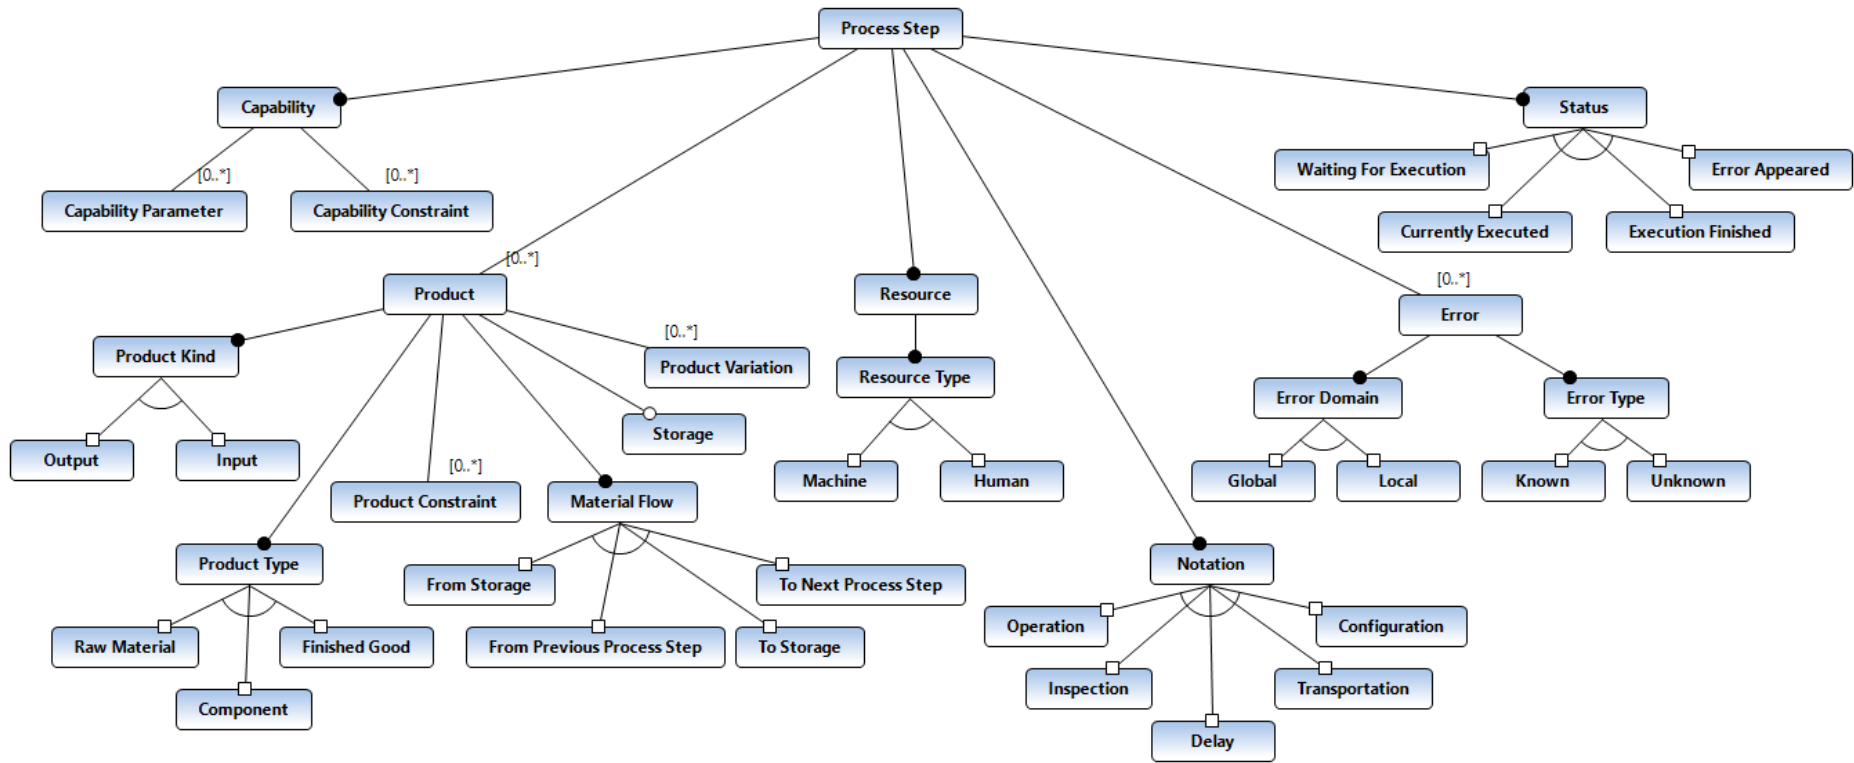 Process Step
Capability
Status
Waiting For Execution
Error Appeared
[0..*]
[0..*]
Capability Parameter
Capability Constraint
Currently Executed
Execution Finished
[0..*]
Product
Resource
[0..*]
Error
Product Kind
[0..*]
Product Variation
Resource Type
Error Domain
Error Type
Storage
Output
Input
[0..*]
Machine
Human
Global
Local
Known
Unknown
Product Constraint
Material Flow
Product Type
From Storage
To Next Process Step
Notation
Raw Material
Finished Good
From Previous Process Step
To Storage
Operation
Configuration
Inspection
Transportation
Component
Delay